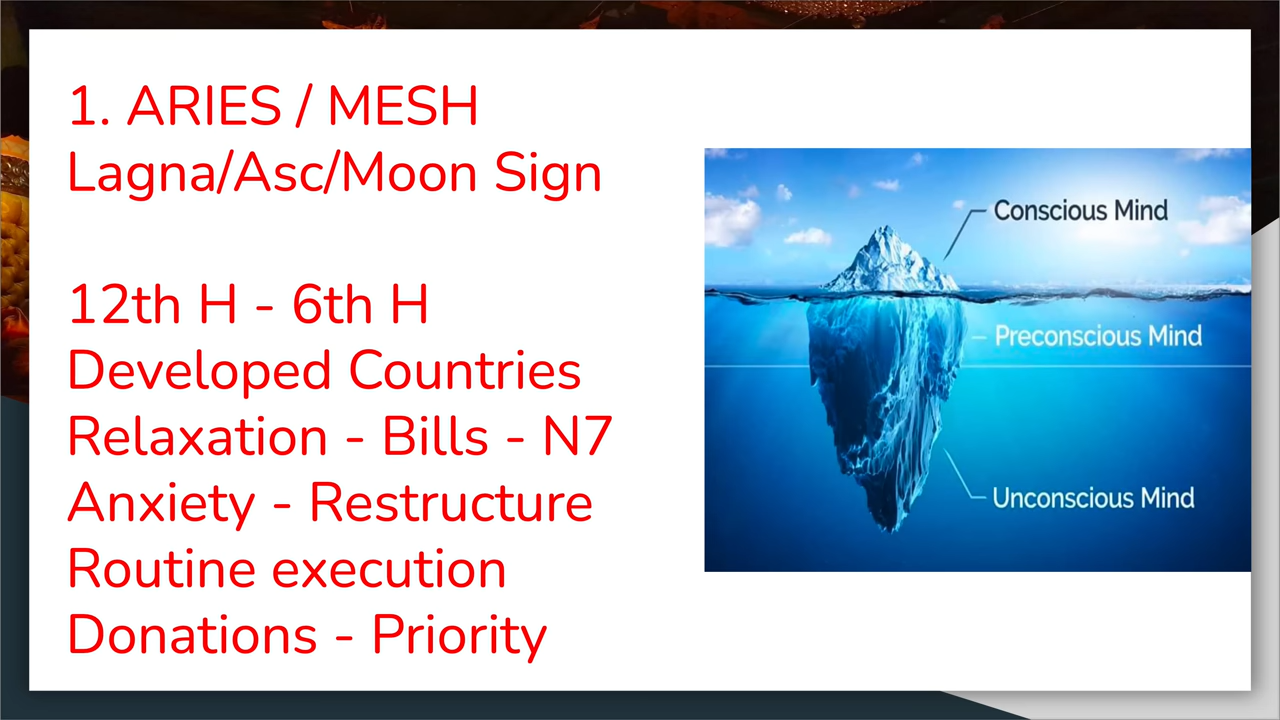 1. ARIES / MESH
Lagna/Asc/Moon Sign
12th H - 6th H
Developed Countries
Relaxation - Bills - N7
Anxiety - Restructure
Routine execution
Donations - Priority
Conscious Mind
Preconscious Mind
Unconscious Mind